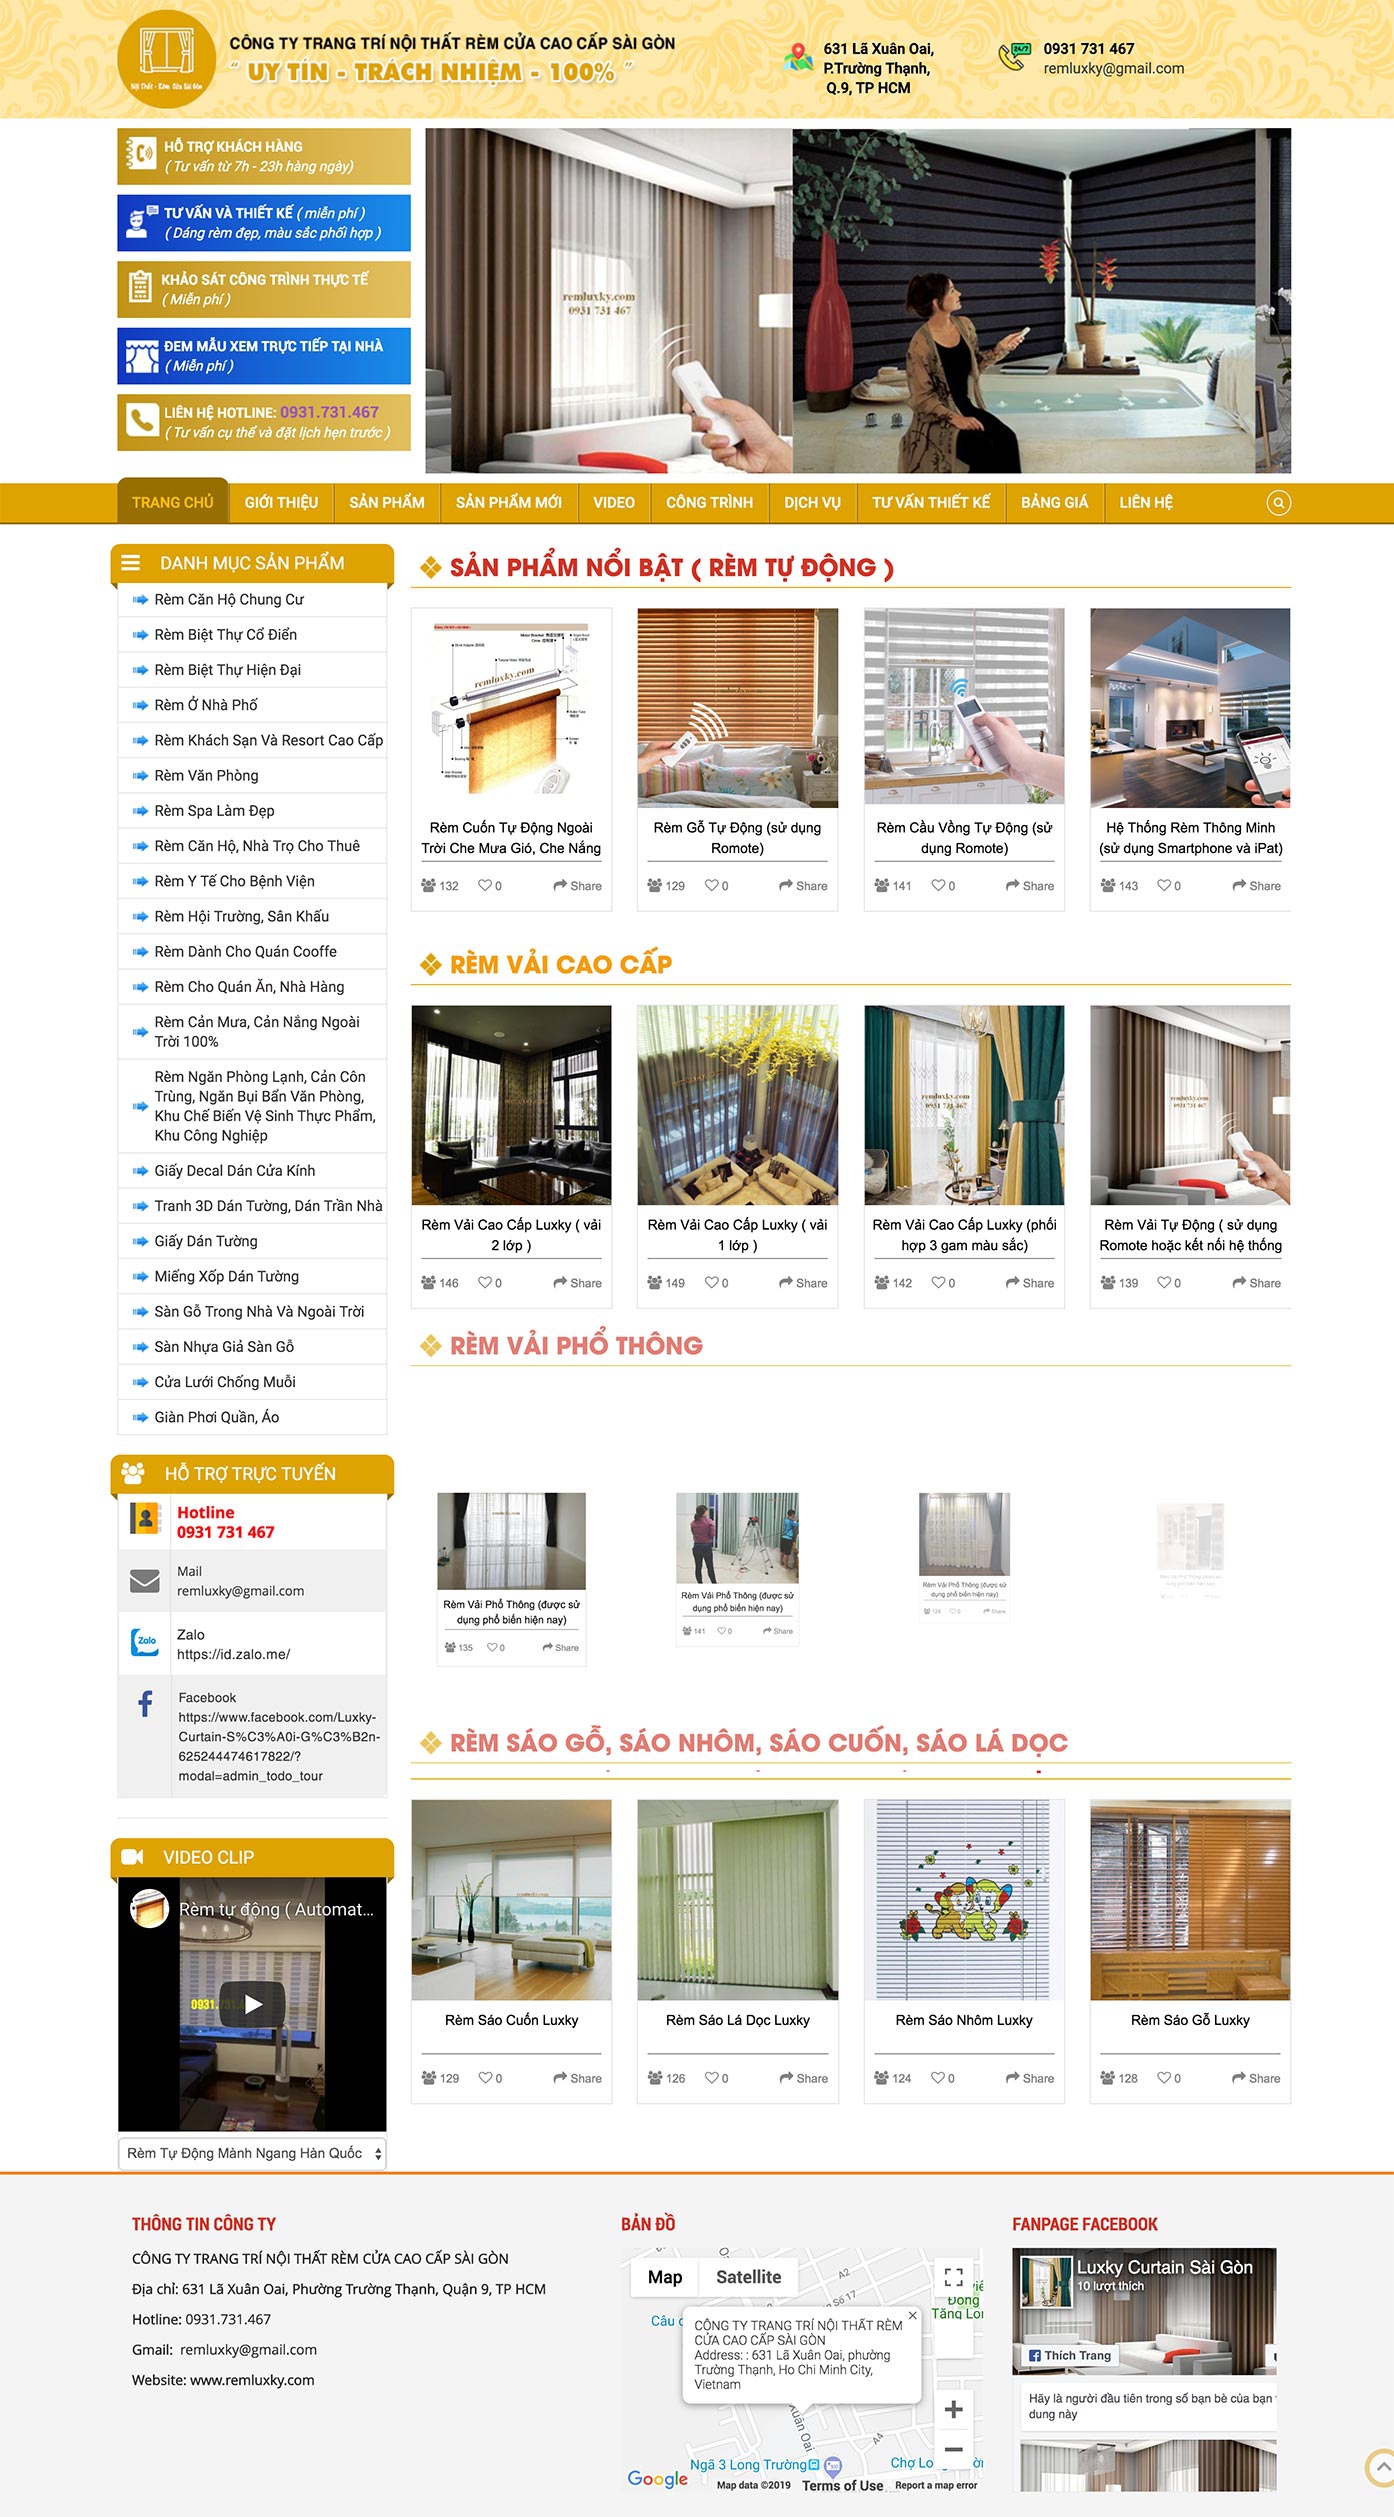 Nội Thất - Rèm Cửa Sài Gòn
CÔNG TY TRANG TRÍ NỘI THẤT RÈM CỬA CAO CẤP SÀI GÒN
“ UY TÍN - TRÁCH NHIỆM - 100% ”
631 Lã Xuân Oai,
P.Trường Thạnh,
Q.9, TP HCM
24/7
0931 731 467
remluxky@gmail.com
HỖ TRỢ KHÁCH HÀNG
( Tư vấn từ 7h - 23h hàng ngày)
TƯ VẤN VÀ THIẾT KẾ ( miễn phí )
( Dáng rèm đẹp, màu sắc phối hợp )
KHẢO SÁT CÔNG TRÌNH THỰC TẾ
( Miễn phí )
ĐEM MẪU XEM TRỰC TIẾP TẠI NHÀ
( Miễn phí )
LIÊN HỆ HOTLINE: 0931.731.467
( Tư vấn cụ thể và đặt lịch hẹn trước )
remluxky.com
0931 731 467
TRANG CHỦ GIỚI THIỆU SẢN PHẨM SẢN PHẨM MỚI VIDEO CÔNG TRÌNH DỊCH VỤ TƯ VẤN THIẾT KẾ BẢNG GIÁ LIÊN HỆ
DANH MỤC SẢN PHẨM
Rèm Căn Hộ Chung Cư
Rèm Biệt Thự Cổ Điển
Rèm Biệt Thự Hiện Đại
Rèm Ở Nhà Phố
Rèm Khách Sạn Và Resort Cao Cấp
Rèm Văn Phòng
Rèm Spa Làm Đẹp
Rèm Căn Hộ, Nhà Trọ Cho Thuê
Rèm Y Tế Cho Bệnh Viện
Rèm Hội Trường, Sân Khấu
Rèm Dành Cho Quán Cooffe
Rèm Cho Quán Ăn, Nhà Hàng
Rèm Cản Mưa, Cản Nắng Ngoài
Trời 100%
Rèm Ngăn Phòng Lạnh, Cản Côn
Trùng, Ngăn Bụi Bẩn Văn Phòng,
Khu Chế Biến Vệ Sinh Thực Phẩm,
Khu Công Nghiệp
Giấy Decal Dán Cửa Kính
Tranh 3D Dán Tường, Dán Trần Nhà
Giấy Dán Tường
Miếng Xốp Dán Tường
Sàn Gỗ Trong Nhà Và Ngoài Trời
Sàn Nhựa Giả Sàn Gỗ
Cửa Lưới Chống Muỗi
Giàn Phơi Quần, Áo
HỖ TRỢ TRỰC TUYẾN
Hotline
0931 731 467
Mail
remluxky@gmail.com
Zalo
Zalo
https://id.zalo.me/
Facebook
https://www.facebook.com/Luxky-
Curtain-S%C3%A0i-G%C3%B2n-
625244474617822/?
modal=admin_todo_tour
VIDEO CLIP
Rèm tự động ( Automat...
Rèm Tự Động Mành Ngang Hàn Quốc
SẢN PHẨM NỔI BẬT ( RÈM TỰ ĐỘNG )
remluxky.com
Rèm Cuốn Tự Động Ngoài
Trời Che Mưa Gió, Che Nắng
132 0 Share
Rèm Gỗ Tự Động (sử dụng
Romote)
129 0 Share
Rèm Cầu Vồng Tự Động (sử
dụng Romote)
141 0 Share
Hệ Thống Rèm Thông Minh
(sử dụng Smartphone và iPat)
143 0 Share
RÈM VẢI CAO CẤP
Rèm Vải Cao Cấp Luxky ( vải
2 lớp )
146 0 Share
Rèm Vải Cao Cấp Luxky ( vải
1 lớp )
149 0 Share
remluxky.com
0931 731 467
Rèm Vải Cao Cấp Luxky (phối
hợp 3 gam màu sắc)
142 0 Share
remluxky.com
0931 731 467
Rèm Vải Tự Động ( sử dụng
Romote hoặc kết nối hệ thống
139 0 Share
RÈM VẢI PHỔ THÔNG
Rèm Vải Phổ Thông (được sử
dụng phổ biến hiện nay)
135 0 Share
Rèm Vải Phổ Thông (được sử
dụng phổ biến hiện nay)
141 0 Share
Rèm Vải Phổ Thông (được sử
dụng phổ biến hiện nay)
124 0 Share
RÈM SÁO GỖ, SÁO NHÔM, SÁO CUỐN, SÁO LÁ DỌC
Rèm Sáo Cuốn Luxky
129 0 Share
Rèm Sáo Lá Dọc Luxky
126 0 Share
Rèm Sáo Nhôm Luxky
124 0 Share
Rèm Sáo Gỗ Luxky
128 0 Share
THÔNG TIN CÔNG TY
CÔNG TY TRANG TRÍ NỘI THẤT RÈM CỬA CAO CẤP SÀI GÒN
Địa chỉ: 631 Lã Xuân Oai, Phường Trường Thạnh, Quận 9, TP HCM
Hotline: 0931.731.467
Gmail: remluxky@gmail.com
Website: www.remluxky.com
BẢN ĐỒ
Map Satellite
A2
Số 17
Đong
Tăng Lon
Câu
CÔNG TY TRANG TRÍ NỘI THẤT RÈM
CỬA CAO CẤP SÀI GÒN
Address: : 631 Lã Xuân Oai, phường
Trường Thạnh, Ho Chi Minh City,
Vietnam
Xuân Oai
A4
Ngã 3 Long Trường
Chợ
Google
Map data ©2019 Terms of Use Report a map error
FANPAGE FACEBOOK
Luxky Curtain Sài Gòn
10 lượt thích
Thích Trang
Hãy là người đầu tiên trong số bạn bè của bạn
dung này